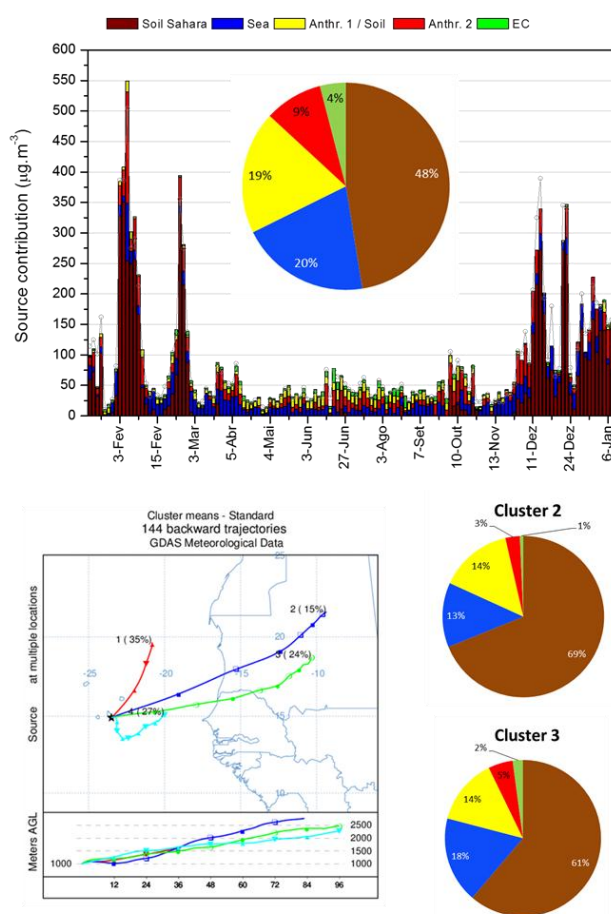 Soil Sahara Sea Anthr. 1 / Soil Anthr. 2 EC
Source contribution (µg.m-3)
600
550
500
450
400
350
300
250
200
150
100
50
0
4%
9%
19%
48%
20%
3-Fev
15-Fev
3-Mar
5-Abr
4-Mai
3-Jun
27-Jun
3-Ago
7-Set
10-Out
13-Nov
11-Dez
24-Dez
6-Jan
Cluster means - Standard
144 backward trajectories
GDAS Meteorological Data
Source at multiple locations
25
20
15
10
-25
-20
-15
-10
1 ( 35%)
2 ( 15%)
3 ( 24%)
4 ( 27%)
Meters AGL
1000
2500
2000
1500
1000
12 24 36 48 60 72 84 96
Cluster 2
3%
1%
14%
13%
69%
Cluster 3
2%
5%
14%
18%
61%